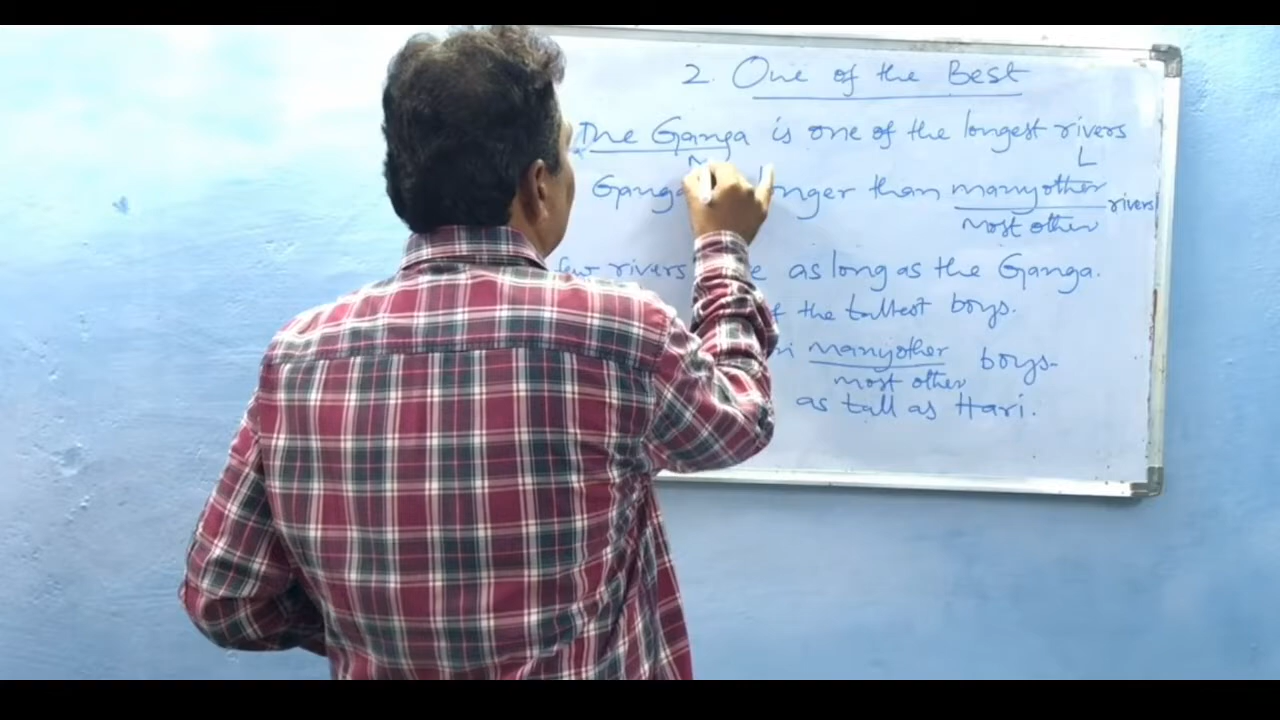 2. One of the Best
The Ganga is one of the longest rivers
L
Ganga longer than many other rivers
most other
few rivers as long as the Ganga.
the tallest boys.
many other boys-
most other
as tall as Hari.